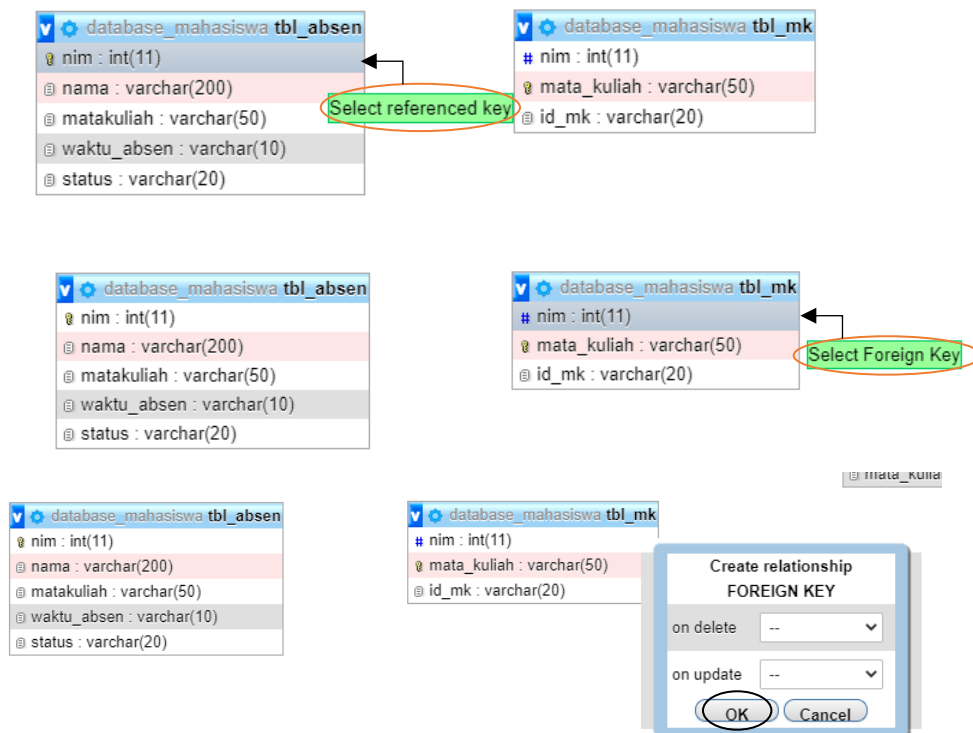 v database_mahasiswa tbl_absen
nim : int(11)
nama : varchar(200)
matakuliah : varchar(50)
waktu_absen : varchar(10)
status : varchar(20)
Select referenced key
v database_mahasiswa tbl_mk
# nim : int(11)
mata_kuliah : varchar(50)
id_mk : varchar(20)
v database_mahasiswa tbl_absen
nim : int(11)
nama : varchar(200)
matakuliah : varchar(50)
waktu_absen : varchar(10)
status : varchar(20)
v database_mahasiswa tbl_mk
# nim : int(11)
mata_kuliah : varchar(50)
id_mk : varchar(20)
Select Foreign Key
v database_mahasiswa tbl_absen
nim : int(11)
nama : varchar(200)
matakuliah : varchar(50)
waktu_absen : varchar(10)
status : varchar(20)
v database_mahasiswa tbl_mk
# nim : int(11)
mata_kuliah : varchar(50)
id_mk : varchar(20)
Create relationship
FOREIGN KEY
on delete --
on update --
OK Cancel